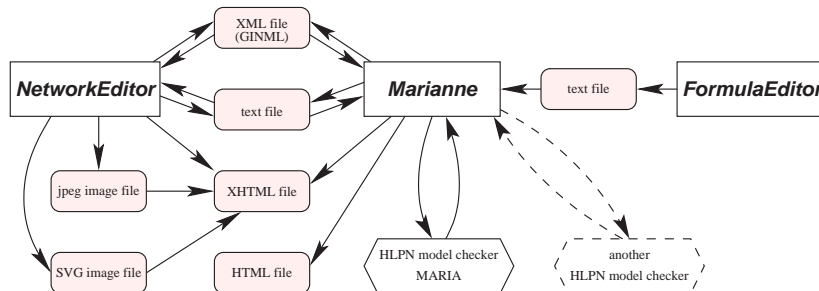 XML file
(GINML)
NetworkEditor
Marianne
FormulaEditor
text file
text file
jpeg image file
XHTML file
SVG image file
HTML file
HLPN model checker
MARIA
another
HLPN model checker